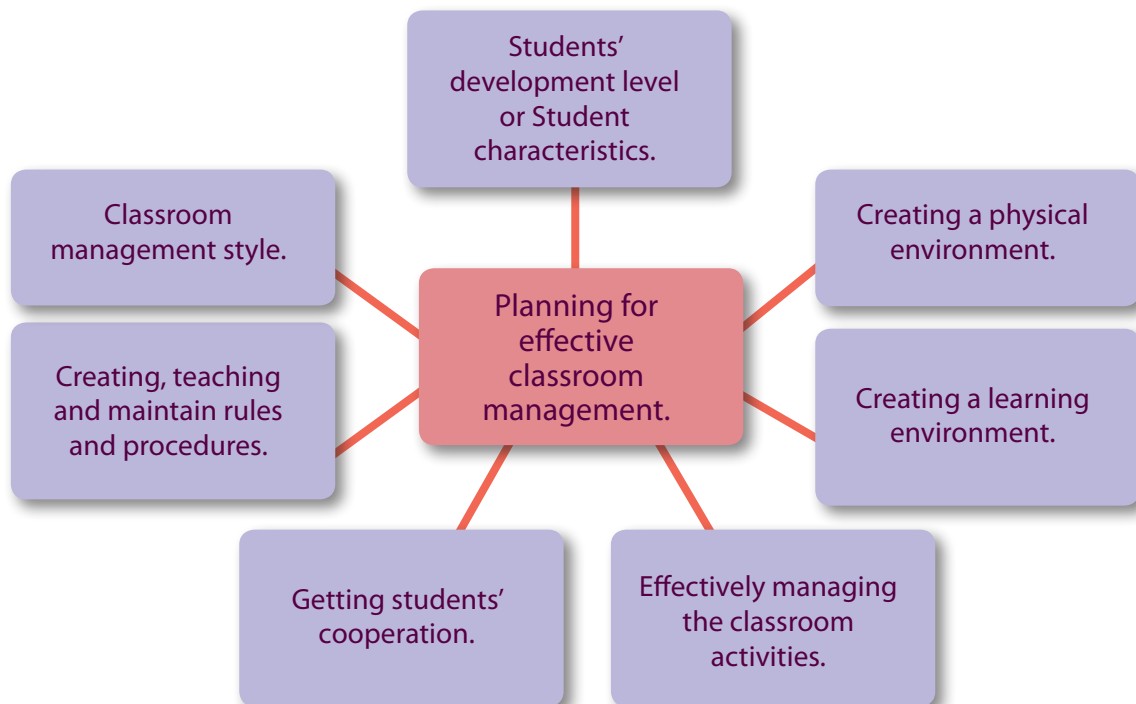 Students’
development level
or Student
characteristics.
Classroom
management style.
Creating a physical
environment.
Planning for
effective
classroom
management.
Creating, teaching
and maintain rules
and procedures.
Creating a learning
environment.
Getting students’
cooperation.
Effectively managing
the classroom
activities.